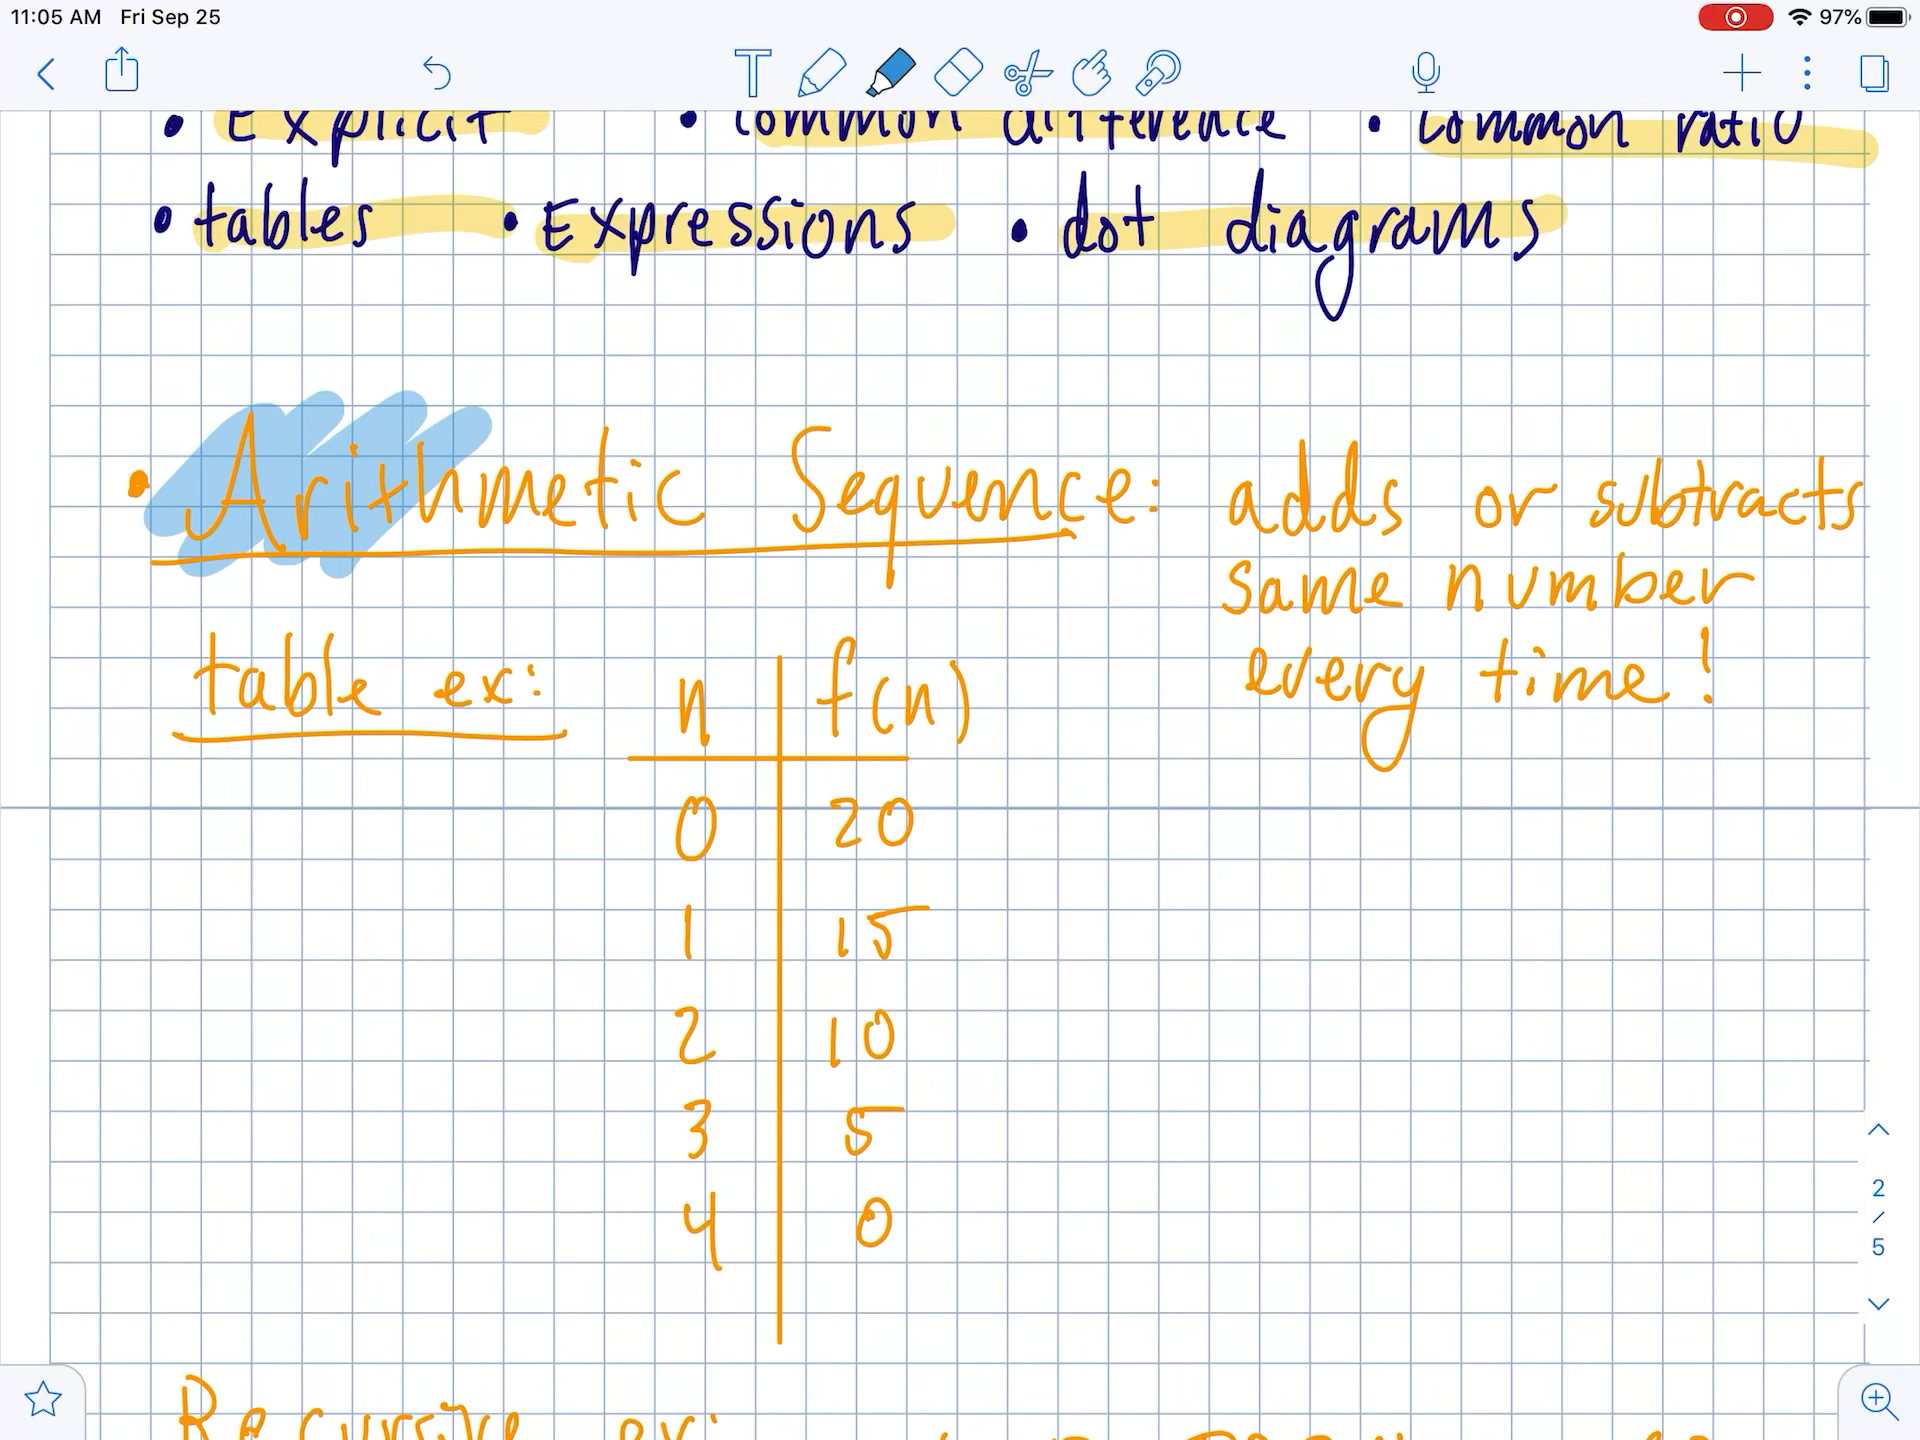 11:05 AM Fri Sep 25
97%
T
• Explicit • common difference • common ratio
• tables • Expressions • dot diagrams
• Arithmetic Sequence: adds or subtracts
same number
every time!
table ex: n f(n)
0 20
1 15
2 10
3 5
4 0
2
/
5
Recursive ex: